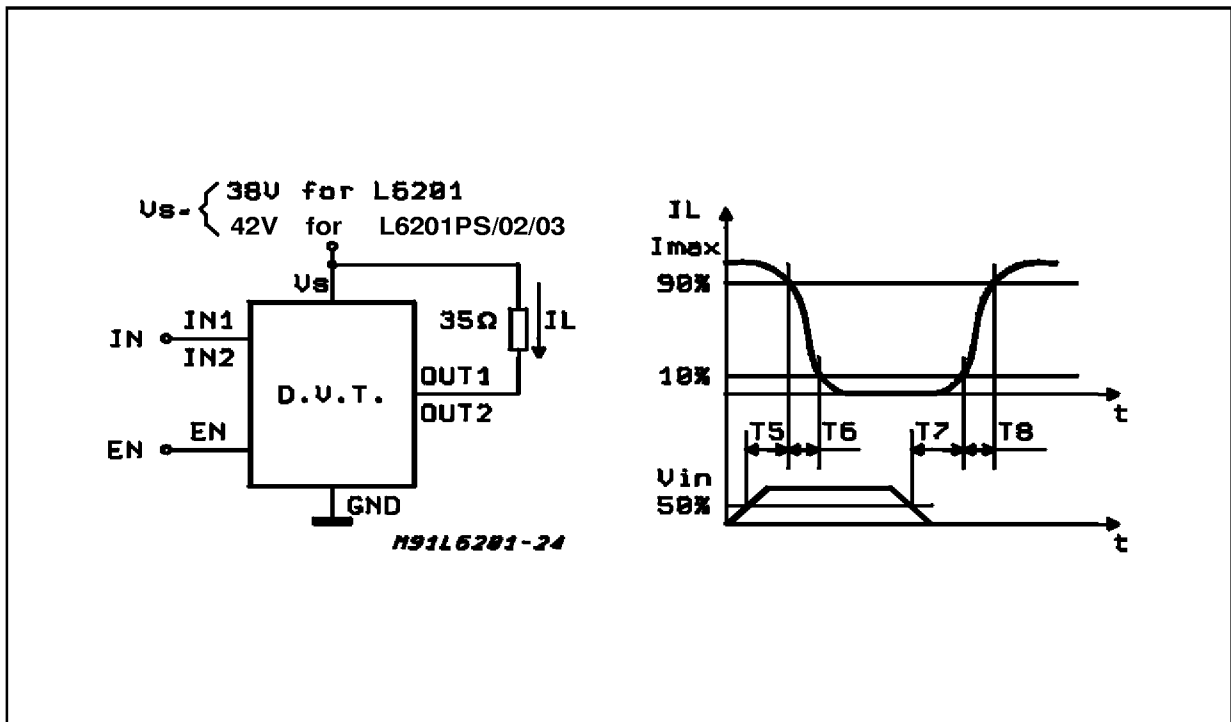 Vs= 38V for L6201
42V for L6201PS/02/03
Vs
IN
IN1
IN2
35Ω
IL
D.U.T.
OUT1
OUT2
EN
EN
GND
M91L6201-24
IL
Imax
90%
10%
t
T5
T6
T7
T8
Vin
50%
t